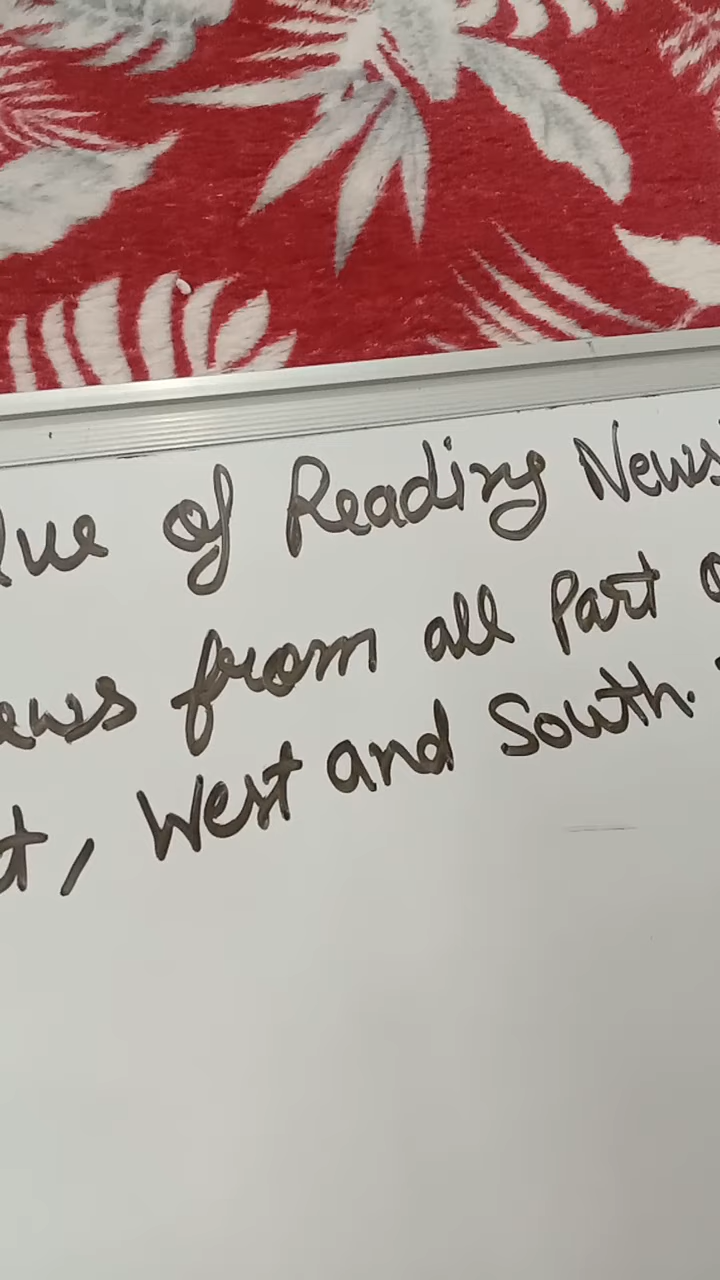 lue of Reading News
ews from all Part o
t, West and South.